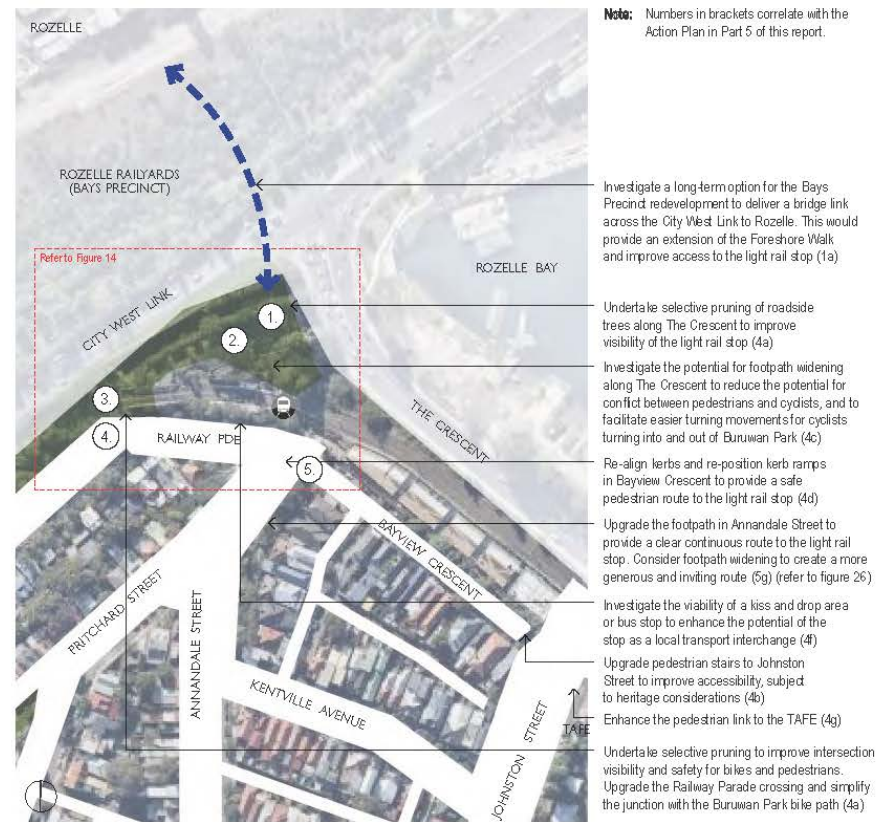 ROZELLE
Note: Numbers in brackets correlate with the
Action Plan in Part 5 of this report.
ROZELLE RAILYARDS
(BAYS PRECINCT)
Investigate a long-term option for the Bays
Precinct redevelopment to deliver a bridge link
across the City West Link to Rozelle. This would
provide an extension of the Foreshore Walk
and improve access to the light rail stop (1a)
Refer to Figure 14
ROZELLE BAY
CITY WEST LINK
1.
2.
3.
4.
5.
RAILWAY PDE
THE CRESCENT
Undertake selective pruning of roadside
trees along The Crescent to improve
visibility of the light rail stop (4a)
Investigate the potential for footpath widening
along The Crescent to reduce the potential for
conflict between pedestrians and cyclists, and to
facilitate easier turning movements for cyclists
turning into and out of Buruwan Park (4c)
Re-align kerbs and re-position kerb ramps
in Bayview Crescent to provide a safe
pedestrian route to the light rail stop (4d)
BAYVIEW CRESCENT
Upgrade the footpath in Annandale Street to
provide a clear continuous route to the light rail
stop. Consider footpath widening to create a more
generous and inviting route (5g) (refer to figure 26)
PRITCHARD STREET
ANNANDALE STREET
Investigate the viability of a kiss and drop area
or bus stop to enhance the potential of the
stop as a local transport interchange (4f)
Upgrade pedestrian stairs to Johnston
Street to improve accessibility, subject
to heritage considerations (4b)
KENTVILLE AVENUE
JOHNSTON STREET
TAFE
Enhance the pedestrian link to the TAFE (4g)
Undertake selective pruning to improve intersection
visibility and safety for bikes and pedestrians.
Upgrade the Railway Parade crossing and simplify
the junction with the Buruwan Park bike path (4a)